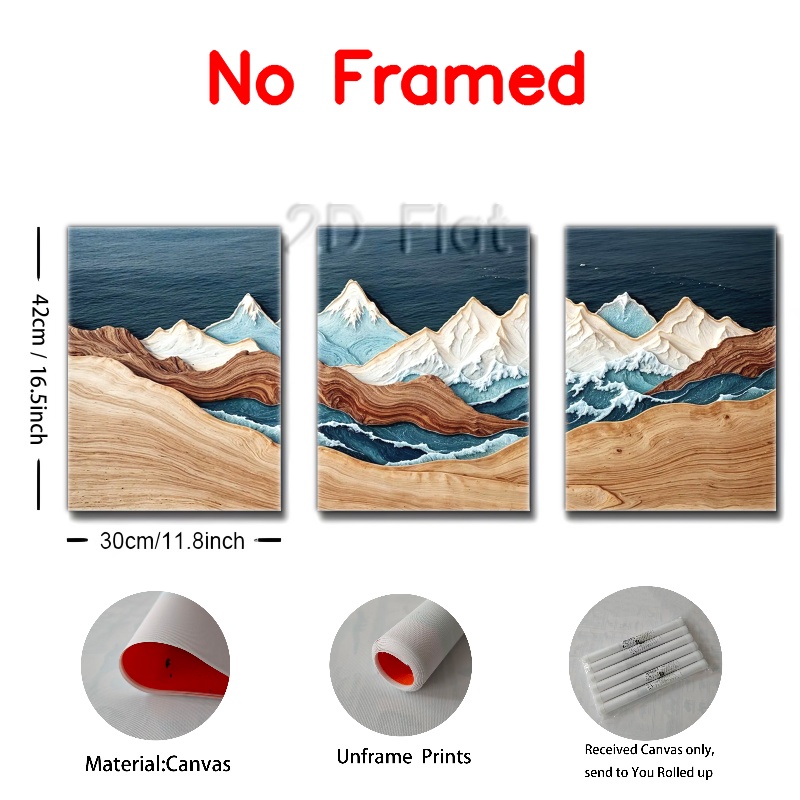 No Framed
2D Flat
42cm / 16.5inch
30cm/11.8inch
Material:Canvas
Unframe Prints
Received Canvas only,
send to You Rolled up